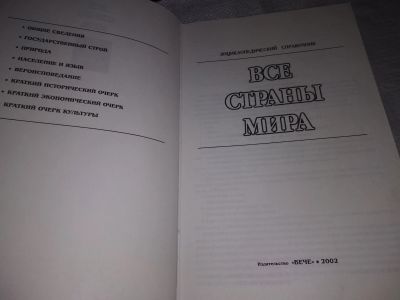 • ОБЩИЕ СВЕДЕНИЯ
• ГОСУДАРСТВЕННЫЙ СТРОЙ
• ПРИРОДА
• НАСЕЛЕНИЕ И ЯЗЫК
• ВЕРОИСПОВЕДАНИЕ
• КРАТКИЙ ИСТОРИЧЕСКИЙ ОЧЕРК
• КРАТКИЙ ЭКОНОМИЧЕСКИЙ ОЧЕРК
КРАТКИЙ ОЧЕРК КУЛЬТУРЫ
ЭНЦИКЛОПЕДИЧЕСКИЙ СПРАВОЧНИК
ВСЕ
СТРАНЫ
МИРА
Издательство «ВЕЧЕ» • 2002